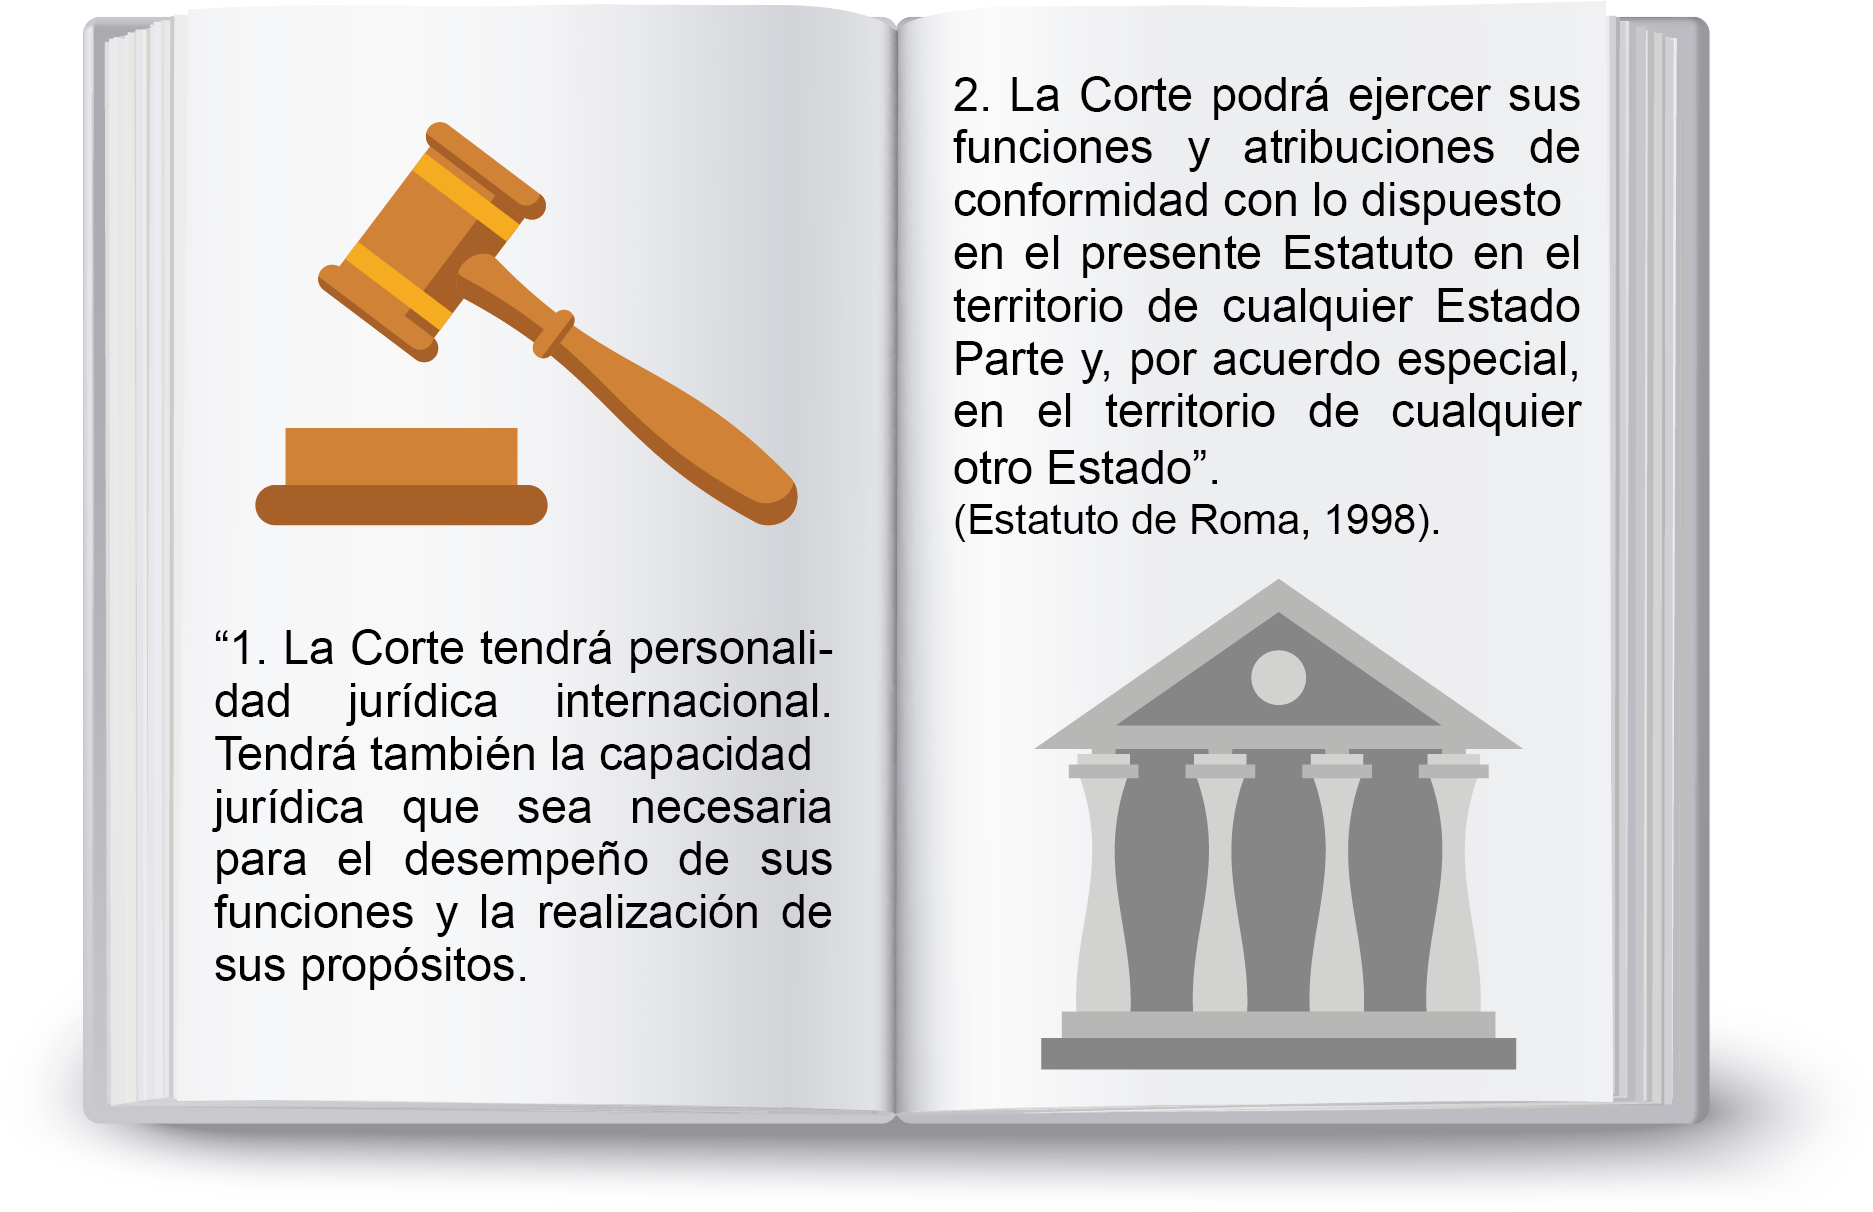 “1. La Corte tendrá personali-
dad jurídica internacional.
Tendrá también la capacidad
jurídica que sea necesaria
para el desempeño de sus
funciones y la realización de
sus propósitos.
2. La Corte podrá ejercer sus
funciones y atribuciones de
conformidad con lo dispuesto
en el presente Estatuto en el
territorio de cualquier Estado
Parte y, por acuerdo especial,
en el territorio de cualquier
otro Estado”.
(Estatuto de Roma, 1998).